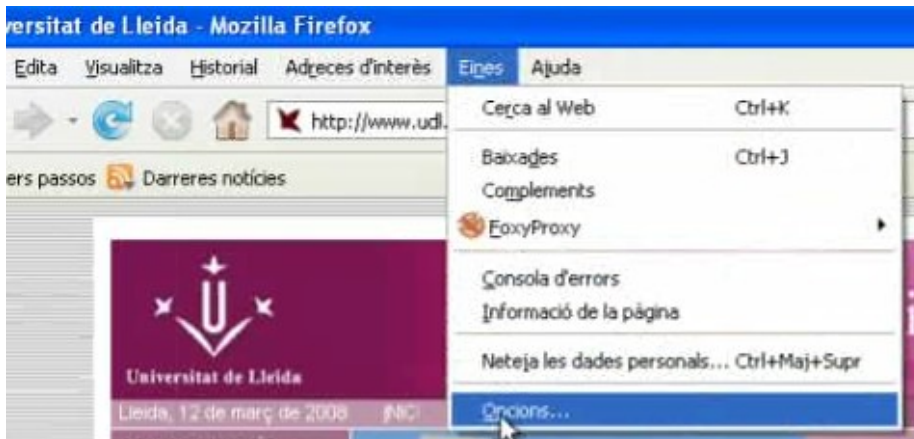 versitat de Lleida - Mozilla Firefox
Edita Visualitza Historial Adreces d'interès Eines Ajuda
http://www.udl.
Cerca al Web Ctrl+K
Baixades Ctrl+J
ers passos Darreres notícies
Complements
FoxyProxy
Consola d'errors
Informació de la pàgina
Neteja les dades personals... Ctrl+Maj+Supr
Opcions...
Universitat de Lleida
Lleida, 12 de març de 2008 INICI